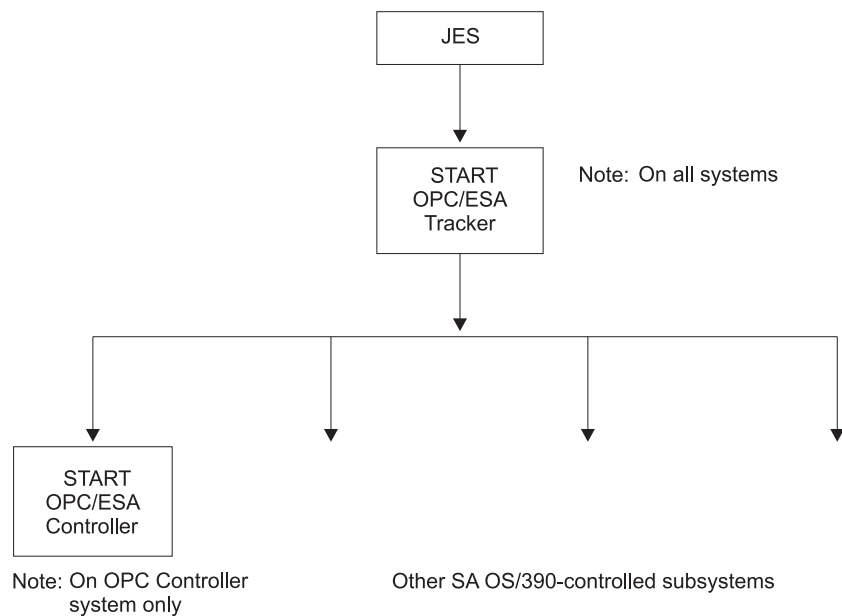 JES
START
OPC/ESA
Tracker
Note: On all systems
START
OPC/ESA
Controller
Note: On OPC Controller
system only
Other SA OS/390-controlled subsystems